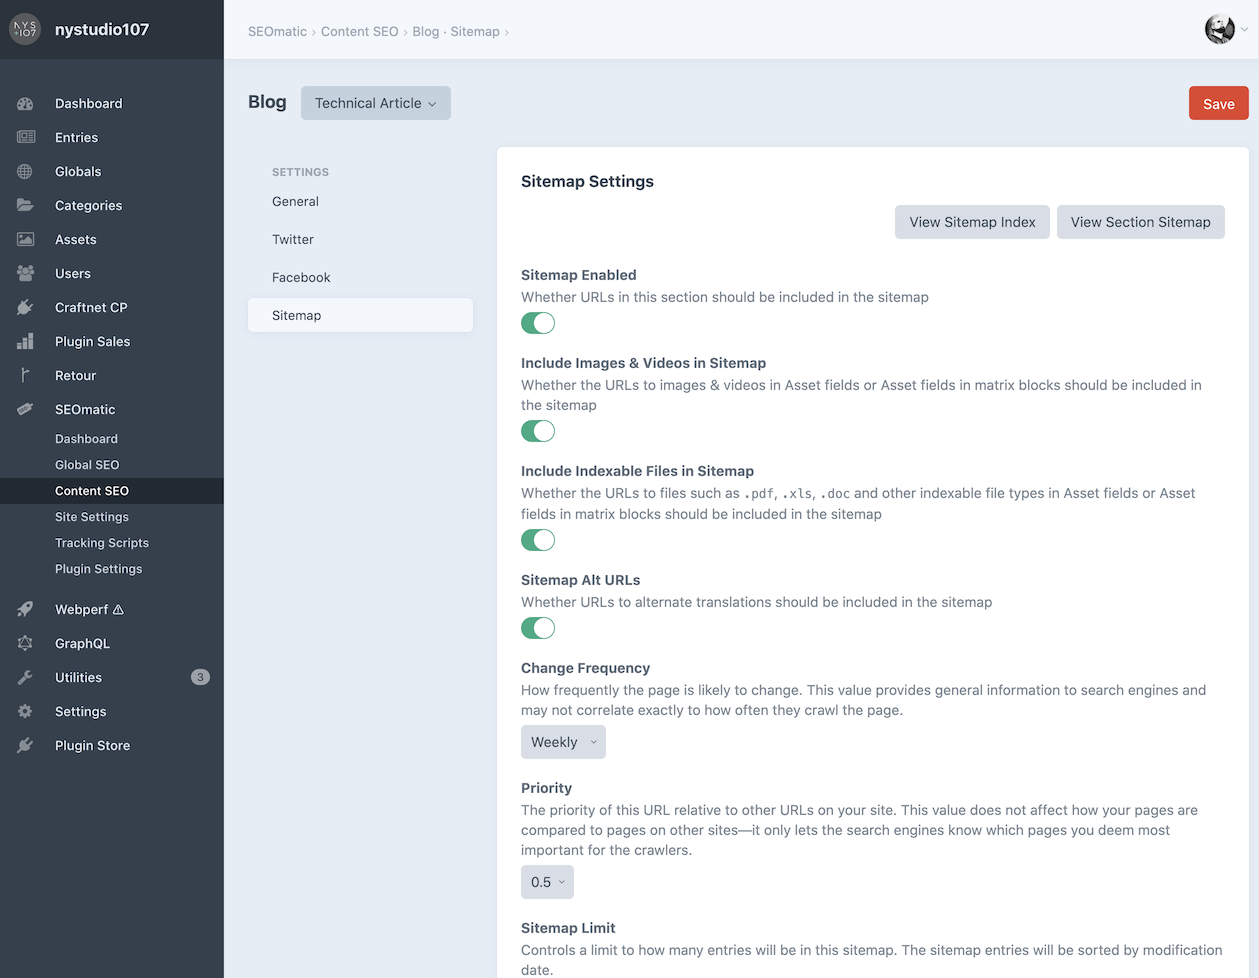 NYS
+107
nystudio107
SEOmatic › Content SEO › Blog · Sitemap ›
Dashboard
Entries
Globals
Categories
Assets
Users
Craftnet CP
Plugin Sales
Retour
SEOmatic
Dashboard
Global SEO
Content SEO
Site Settings
Tracking Scripts
Plugin Settings
Webperf ⚠
GraphQL
Utilities
3
Settings
Plugin Store
Blog
Technical Article
Save
SETTINGS
General
Twitter
Facebook
Sitemap
Sitemap Settings
View Sitemap Index
View Section Sitemap
Sitemap Enabled
Whether URLs in this section should be included in the sitemap
Include Images & Videos in Sitemap
Whether the URLs to images & videos in Asset fields or Asset fields in matrix blocks should be included in
the sitemap
Include Indexable Files in Sitemap
Whether the URLs to files such as .pdf, .xls, .doc and other indexable file types in Asset fields or Asset
fields in matrix blocks should be included in the sitemap
Sitemap Alt URLs
Whether URLs to alternate translations should be included in the sitemap
Change Frequency
How frequently the page is likely to change. This value provides general information to search engines and
may not correlate exactly to how often they crawl the page.
Weekly
Priority
The priority of this URL relative to other URLs on your site. This value does not affect how your pages are
compared to pages on other sites—it only lets the search engines know which pages you deem most
important for the crawlers.
0.5
Sitemap Limit
Controls a limit to how many entries will be in this sitemap. The sitemap entries will be sorted by modification
date.